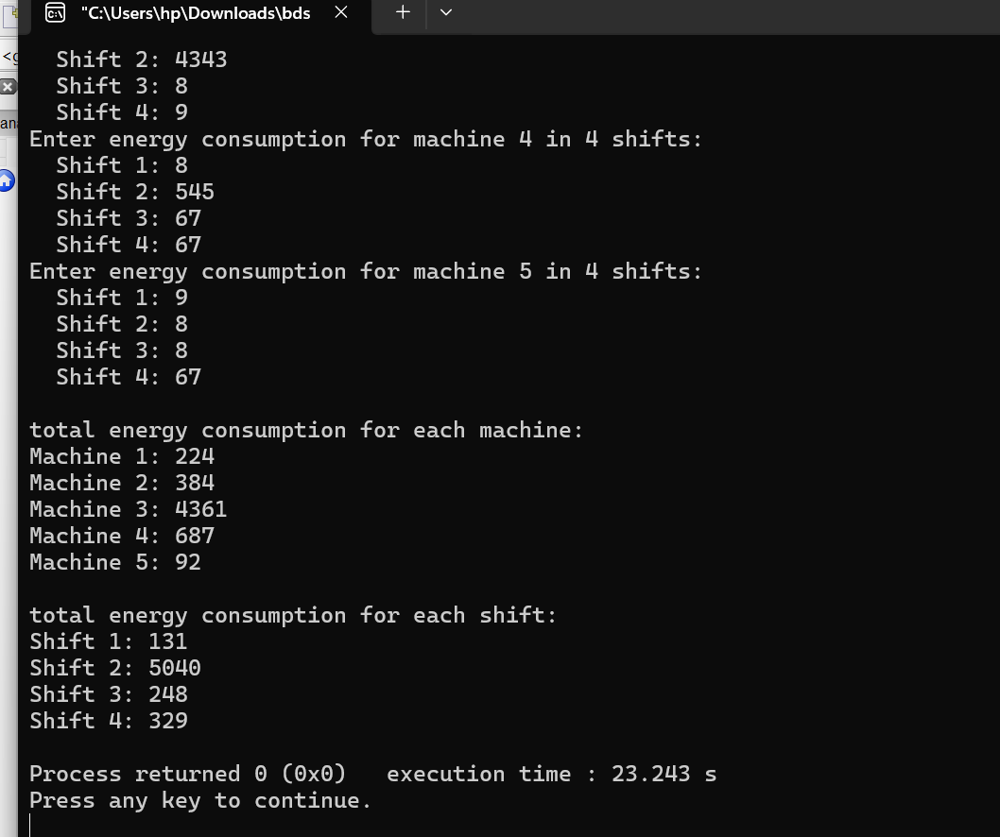 "C:\Users\hp\Downloads\bds
  Shift 2: 4343
  Shift 3: 8
  Shift 4: 9
Enter energy consumption for machine 4 in 4 shifts:
  Shift 1: 8
  Shift 2: 545
  Shift 3: 67
  Shift 4: 67
Enter energy consumption for machine 5 in 4 shifts:
  Shift 1: 9
  Shift 2: 8
  Shift 3: 8
  Shift 4: 67

total energy consumption for each machine:
Machine 1: 224
Machine 2: 384
Machine 3: 4361
Machine 4: 687
Machine 5: 92

total energy consumption for each shift:
Shift 1: 131
Shift 2: 5040
Shift 3: 248
Shift 4: 329

Process returned 0 (0x0)   execution time : 23.243 s
Press any key to continue.